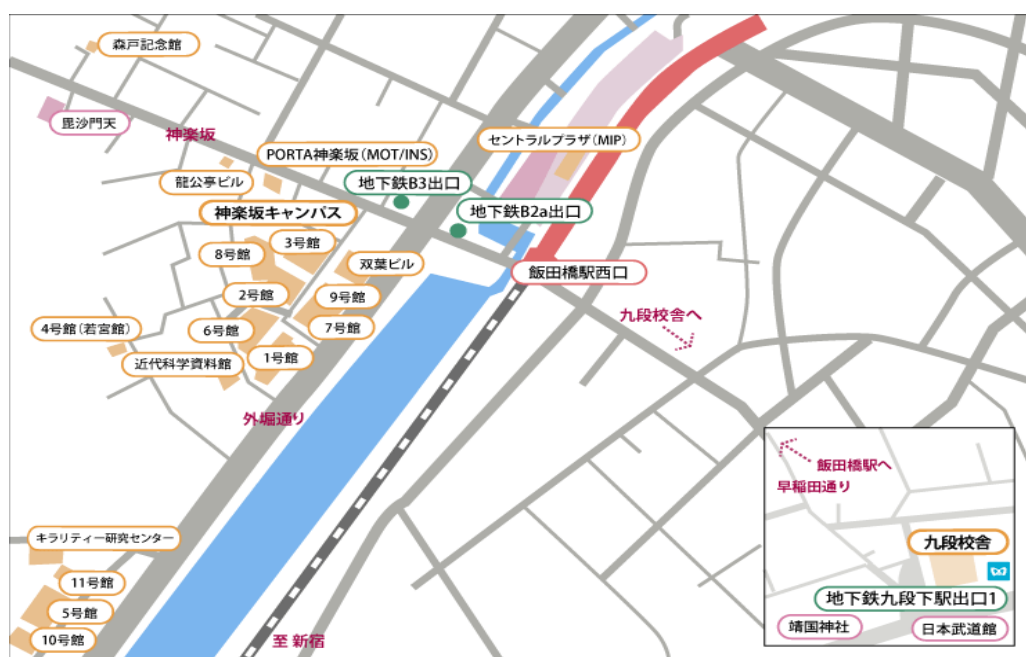 森戸記念館
毘沙門天
神楽坂
セントラルプラザ(MIP)
PORTA神楽坂(MOT/INS)
龍公亭ビル
地下鉄B3出口
神楽坂キャンパス
地下鉄B2a出口
3号館
8号館
双葉ビル
飯田橋駅西口
2号館
9号館
4号館(若宮館)
6号館
7号館
九段校舎へ
近代科学資料館
1号館
外堀通り
飯田橋駅へ
早稲田通り
キラリティー研究センター
九段校舎
11号館
地下鉄九段下駅出口1
5号館
靖国神社
日本武道館
10号館
至 新宿